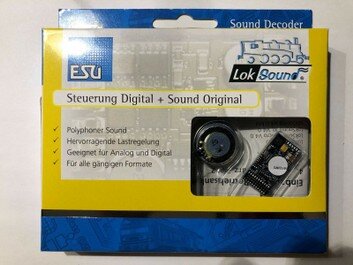 Sound Decoder
ESU
LokSound
Steuerung Digital + Sound Original
✓ Polyphoner Sound
✓ Hervorragende Lastregelung
✓ Geeignet für Analog und Digital
✓ Für alle gängigen Formate